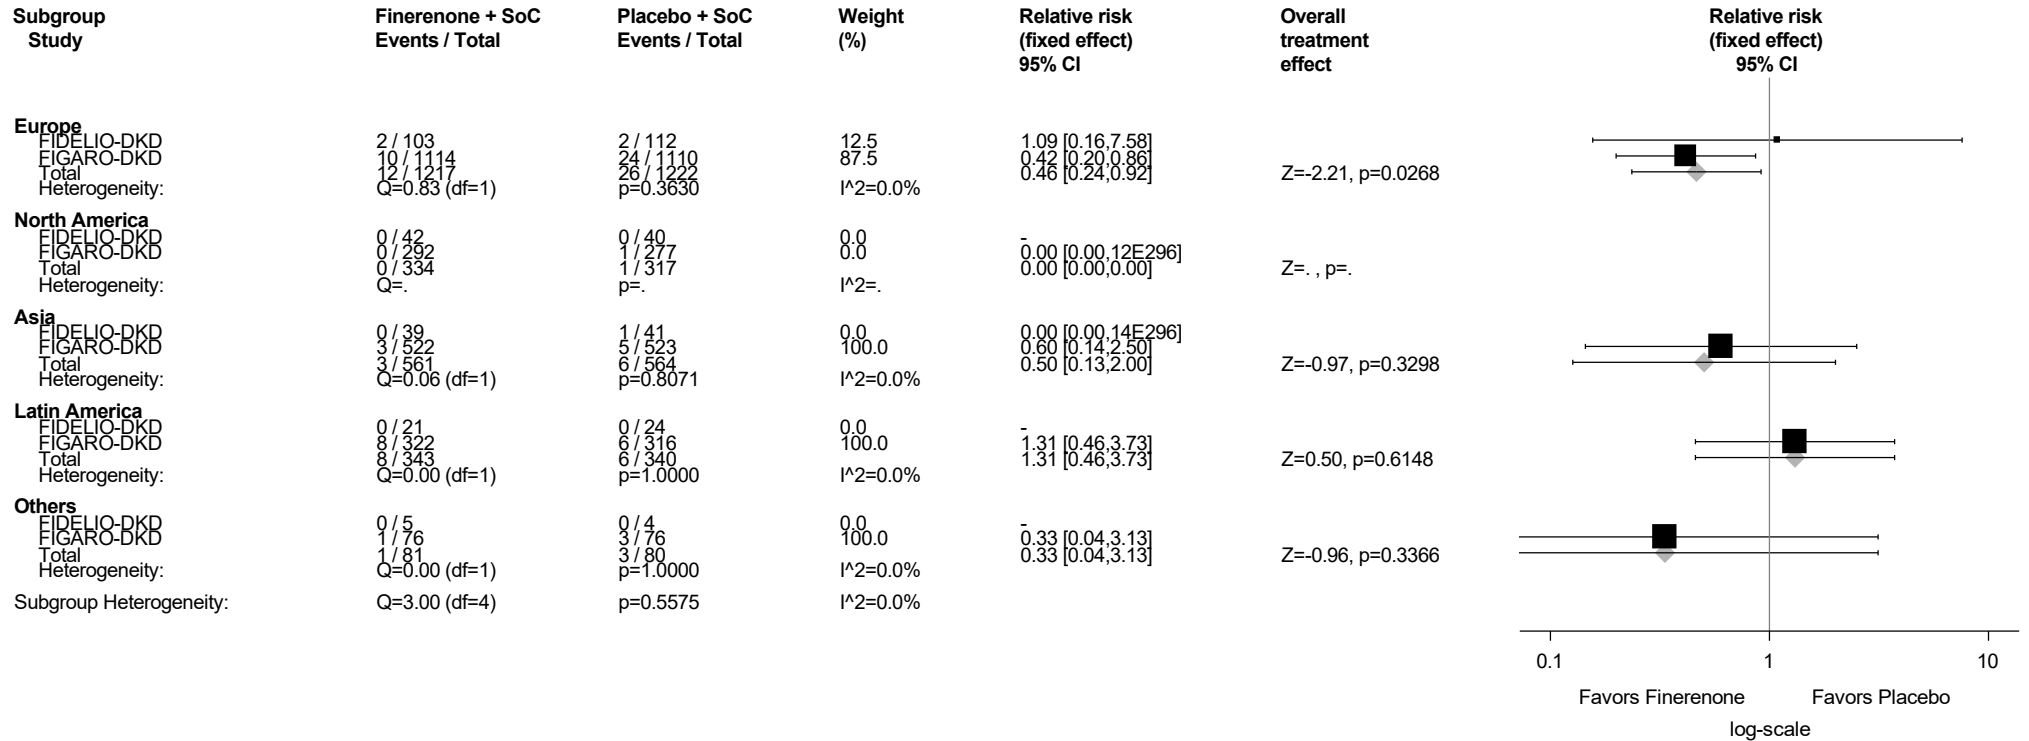 Subgroup Finerenone + SoC Placebo + SoC Weight Relative risk Overall Relative risk
Study Events / Total Events / Total (%) (fixed effect) treatment (fixed effect)
95% CI effect 95% CI
Europe
FIDELIO-DKD 2 / 103 2 / 112 12.5 1.09 [0.16,7.58]
FIGARO-DKD 10 / 1114 24 / 1110 87.5 0.42 [0.20,0.86]
Total 12 / 1217 26 / 1222 0.46 [0.24,0.92] Z=-2.21, p=0.0268
Heterogeneity: Q=0.83 (df=1) p=0.3630 I^2=0.0%
North America
FIDELIO-DKD 0 / 42 0 / 40 0.0 -
FIGARO-DKD 0 / 292 1 / 277 0.0 0.00 [0.00,12E296]
Total 0 / 334 1 / 317 0.00 [0.00,0.00] Z=. , p=.
Heterogeneity: Q=. p=. I^2=.
Asia
FIDELIO-DKD 0 / 39 1 / 41 0.0 0.00 [0.00,14E296]
FIGARO-DKD 3 / 522 5 / 523 100.0 0.60 [0.14,2.50]
Total 3 / 561 6 / 564 0.50 [0.13,2.00] Z=-0.97, p=0.3298
Heterogeneity: Q=0.06 (df=1) p=0.8071 I^2=0.0%
Latin America
FIDELIO-DKD 0 / 21 0 / 24 0.0 -
FIGARO-DKD 8 / 322 6 / 316 100.0 1.31 [0.46,3.73]
Total 8 / 343 6 / 340 1.31 [0.46,3.73] Z=0.50, p=0.6148
Heterogeneity: Q=0.00 (df=1) p=1.0000 I^2=0.0%
Others
FIDELIO-DKD 0 / 5 0 / 4 0.0 -
FIGARO-DKD 1 / 76 3 / 76 100.0 0.33 [0.04,3.13]
Total 1 / 81 3 / 80 0.33 [0.04,3.13] Z=-0.96, p=0.3366
Heterogeneity: Q=0.00 (df=1) p=1.0000 I^2=0.0%
Subgroup Heterogeneity: Q=3.00 (df=4) p=0.5575 I^2=0.0%
0.1 1 10
Favors Finerenone Favors Placebo
log-scale